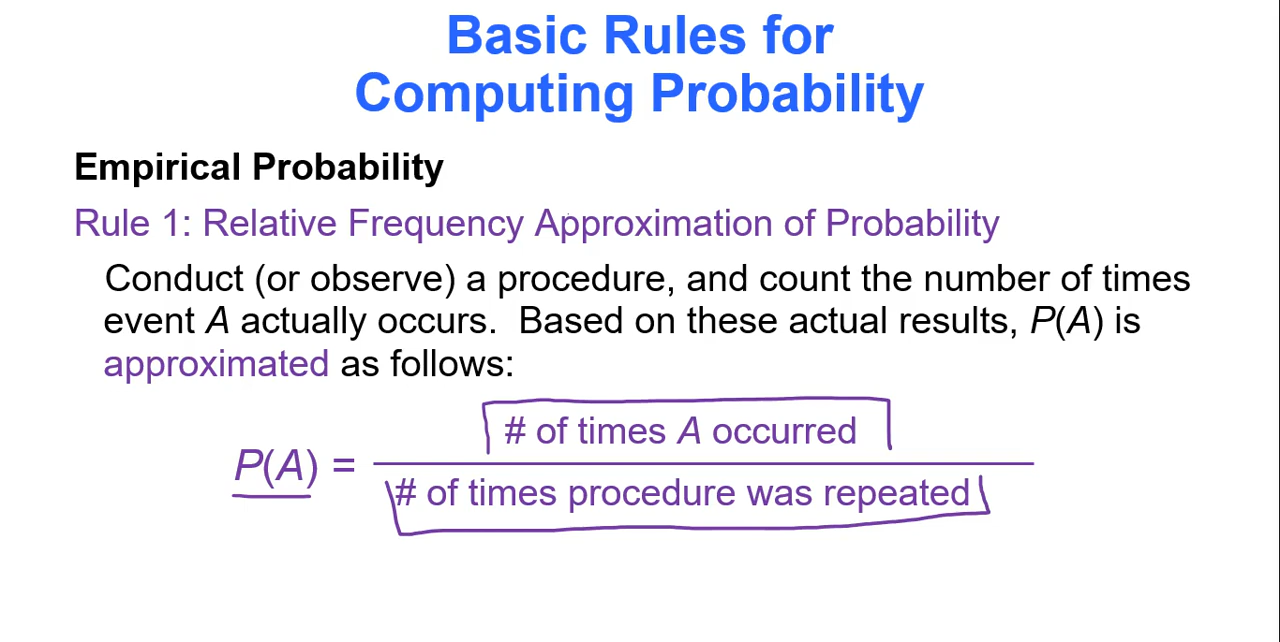 Basic Rules for
Computing Probability
Empirical Probability
Rule 1: Relative Frequency Approximation of Probability
Conduct (or observe) a procedure, and count the number of times
event A actually occurs.  Based on these actual results, P(A) is
approximated as follows:
# of times A occurred
P(A) =
# of times procedure was repeated